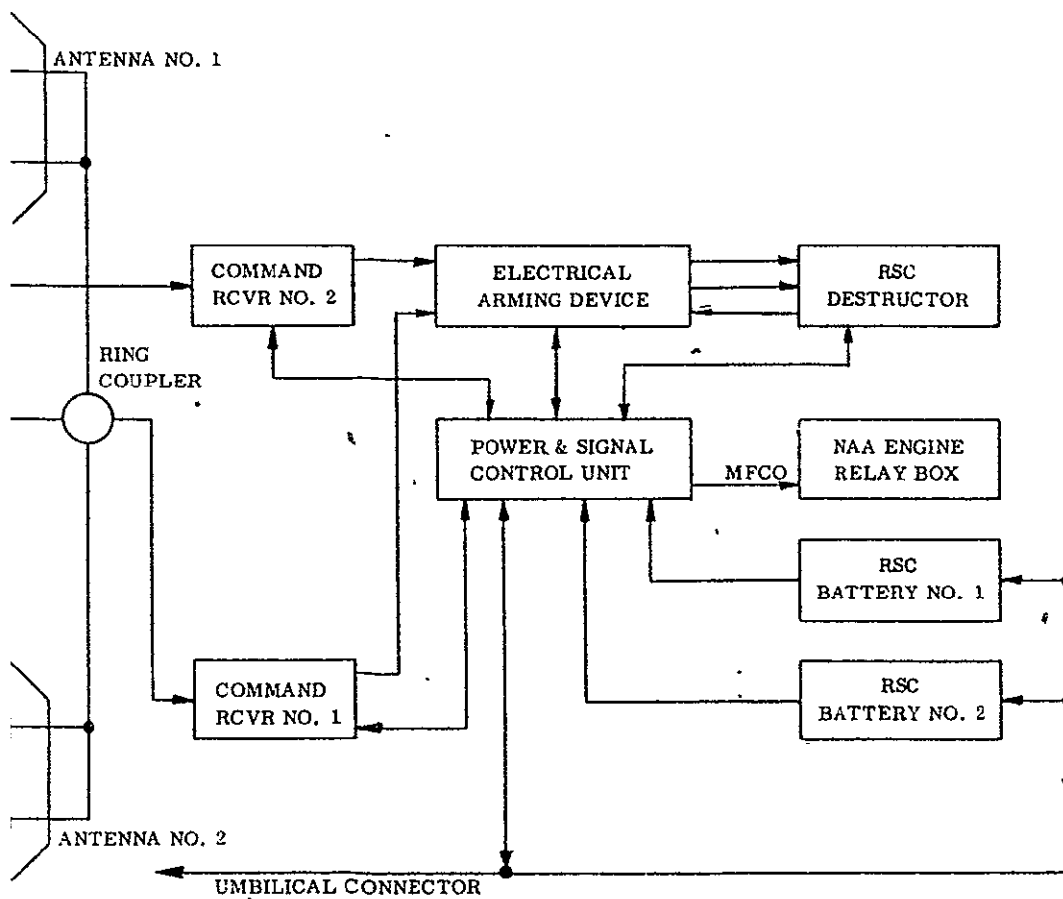 ANTENNA NO. 1
COMMAND
RCVR NO. 2
ELECTRICAL
ARMING DEVICE
RSC
DESTRUCTOR
RING
COUPLER
POWER & SIGNAL
CONTROL UNIT
MFCO
NAA ENGINE
RELAY BOX
RSC
BATTERY NO. 1
COMMAND
RCVR NO. 1
RSC
BATTERY NO. 2
ANTENNA NO. 2
UMBILICAL CONNECTOR